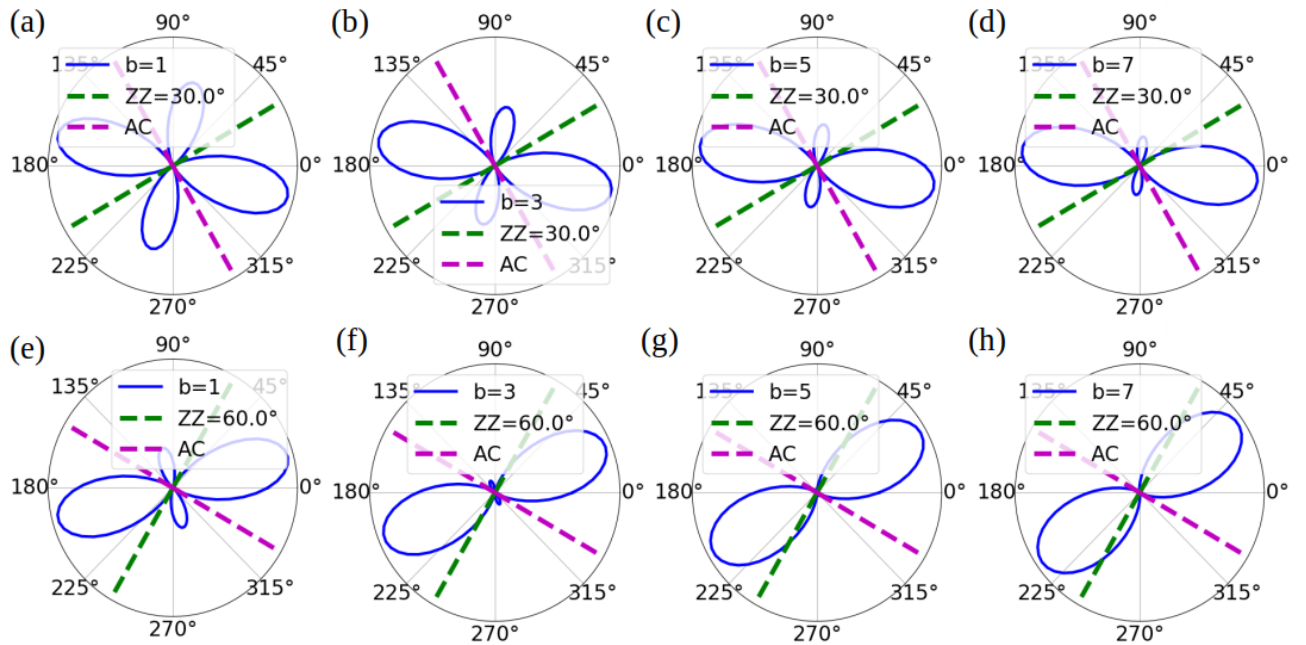 (a) 90° 135° 45° b=1
ZZ=30.0°
AC
180° 0°
225° 315°
270°
(b) 90°
135° 45°
180° 0°
b=3
ZZ=30.0°
AC
225° 315°
270°
(c) 90°
135° 45°
b=5
ZZ=30.0°
AC
180° 0°
225° 315°
270°
(d) 90°
135° 45°
b=7
ZZ=30.0°
AC
180° 0°
225° 315°
270°
(e) 90°
135° 45°
b=1
ZZ=60.0°
AC
180° 0°
225° 315°
270°
(f) 90°
135° 45°
b=3
ZZ=60.0°
AC
180° 0°
225° 315°
270°
(g) 90°
135° 45°
b=5
ZZ=60.0°
AC
180° 0°
225° 315°
270°
(h) 90°
135° 45°
b=7
ZZ=60.0°
AC
180° 0°
225° 315°
270°